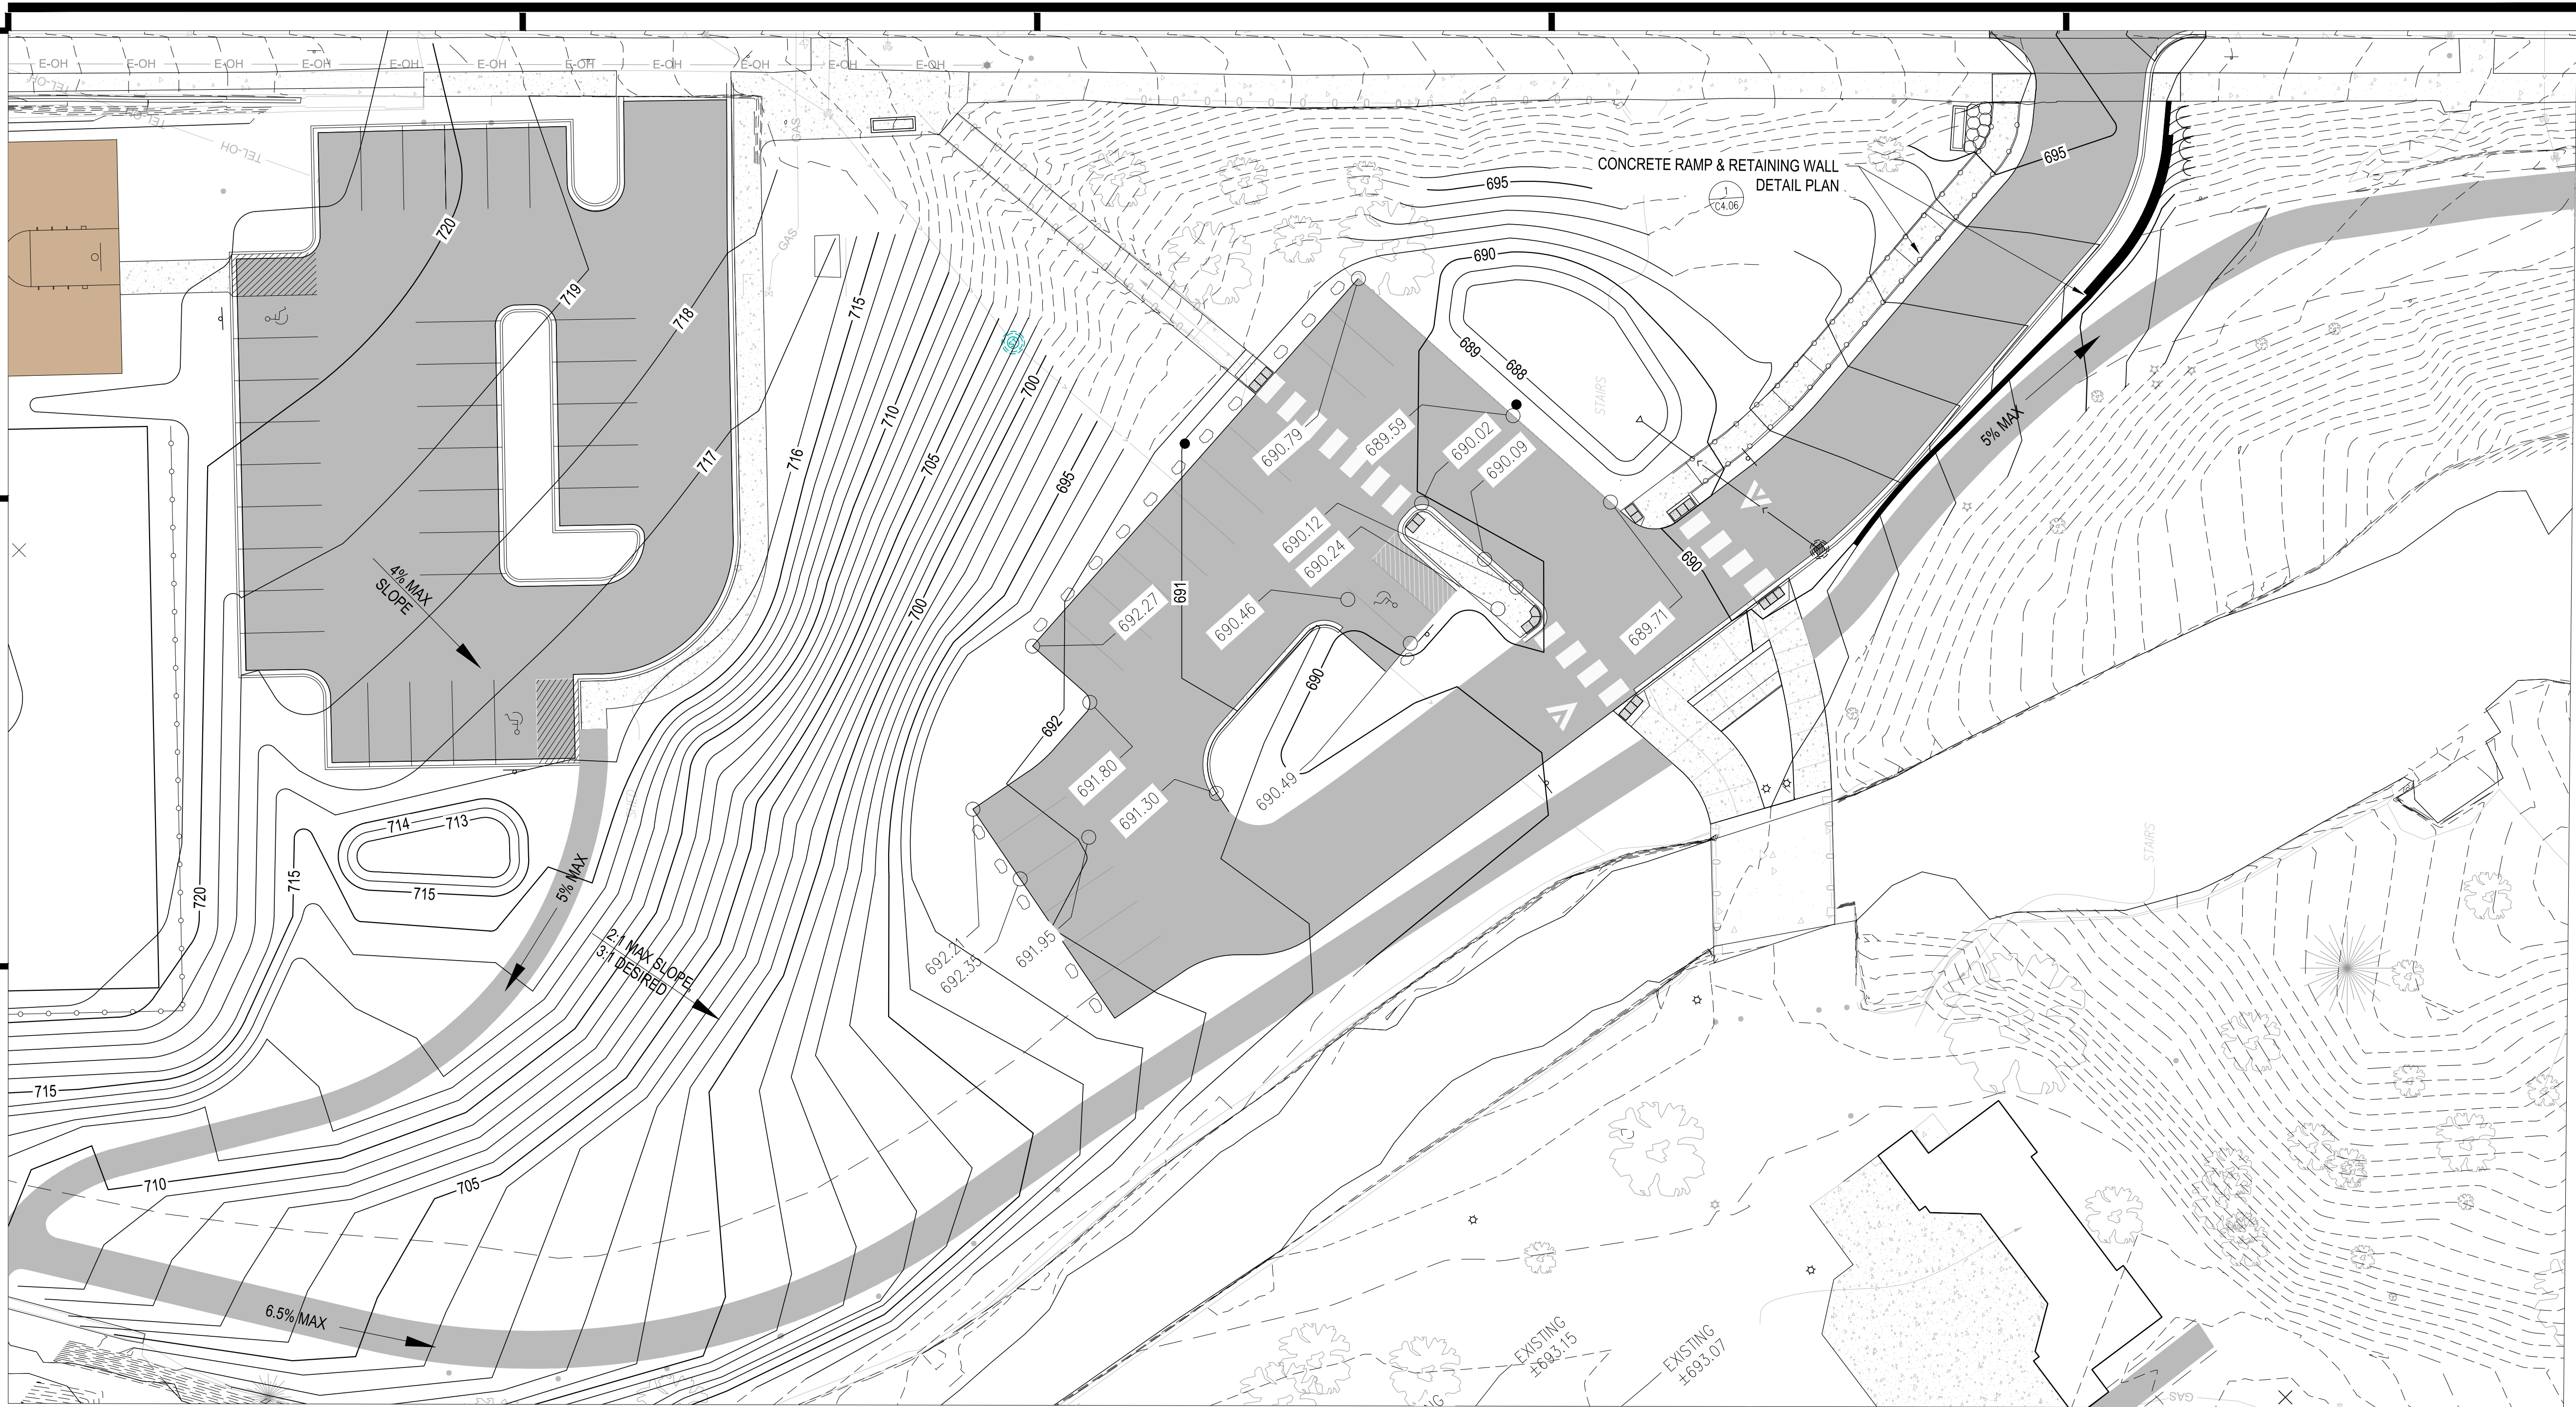 E-OH
E-OH
E-OH
E-OH
E-OH
E-OH
E-OH
E-OH
E-OH
E-OH
E-OH
TEL-OH
TEL-OH
TEL-OH
GAS
GAS
CONCRETE RAMP & RETAINING WALL
DETAIL PLAN
1
C4.06
695
695
720
719
718
717
716
715
710
705
700
695
700
690
689
688
STAIRS
690.79
689.59
690.02
690.09
690.12
690.24
690.46
689.71
690
5% MAX
4% MAX
SLOPE
691
692.27
690
692
691.80
691.30
690.49
714
713
715
715
720
5% MAX
2:1 MAX SLOPE,
3:1 DESIRED
692.21
692.35
691.95
STAIRS
715
710
705
6.5% MAX
EXISTING
±693.15
EXISTING
±693.07
NG
GAS